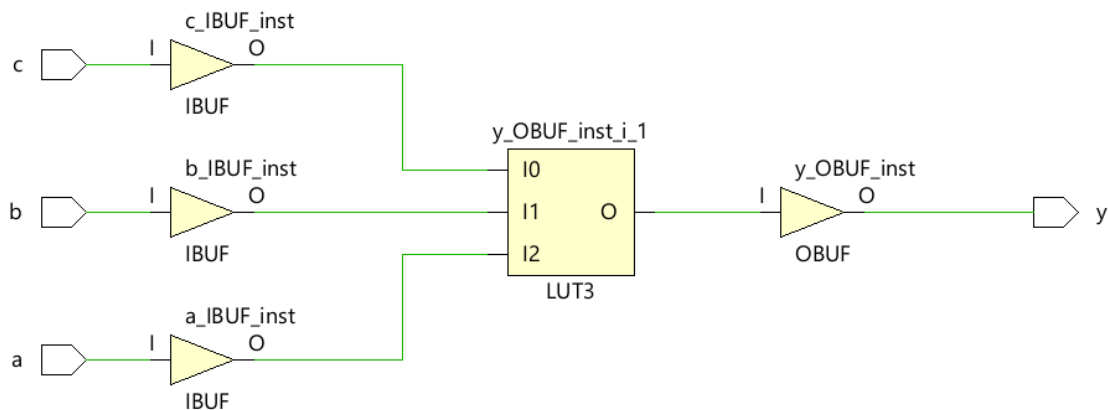 c_IBUF_inst
c
I
O
IBUF
y_OBUF_inst_i_1
b_IBUF_inst
I0
y_OBUF_inst
b
I
O
I1
O
I
O
y
IBUF
I2
OBUF
LUT3
a_IBUF_inst
a
I
O
IBUF